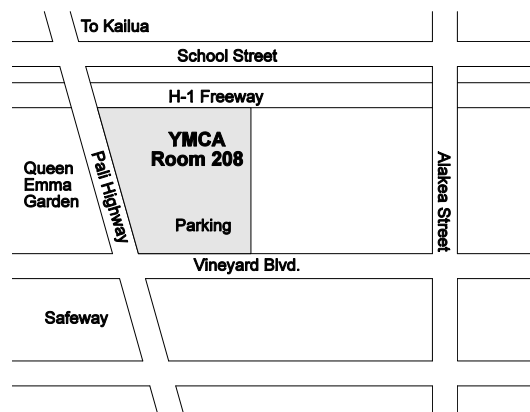 To Kailua
School Street
H-1 Freeway
YMCA
Room 208
Queen
Emma
Garden
Pali Highway
Alakea Street
Parking
Vineyard Blvd.
Safeway